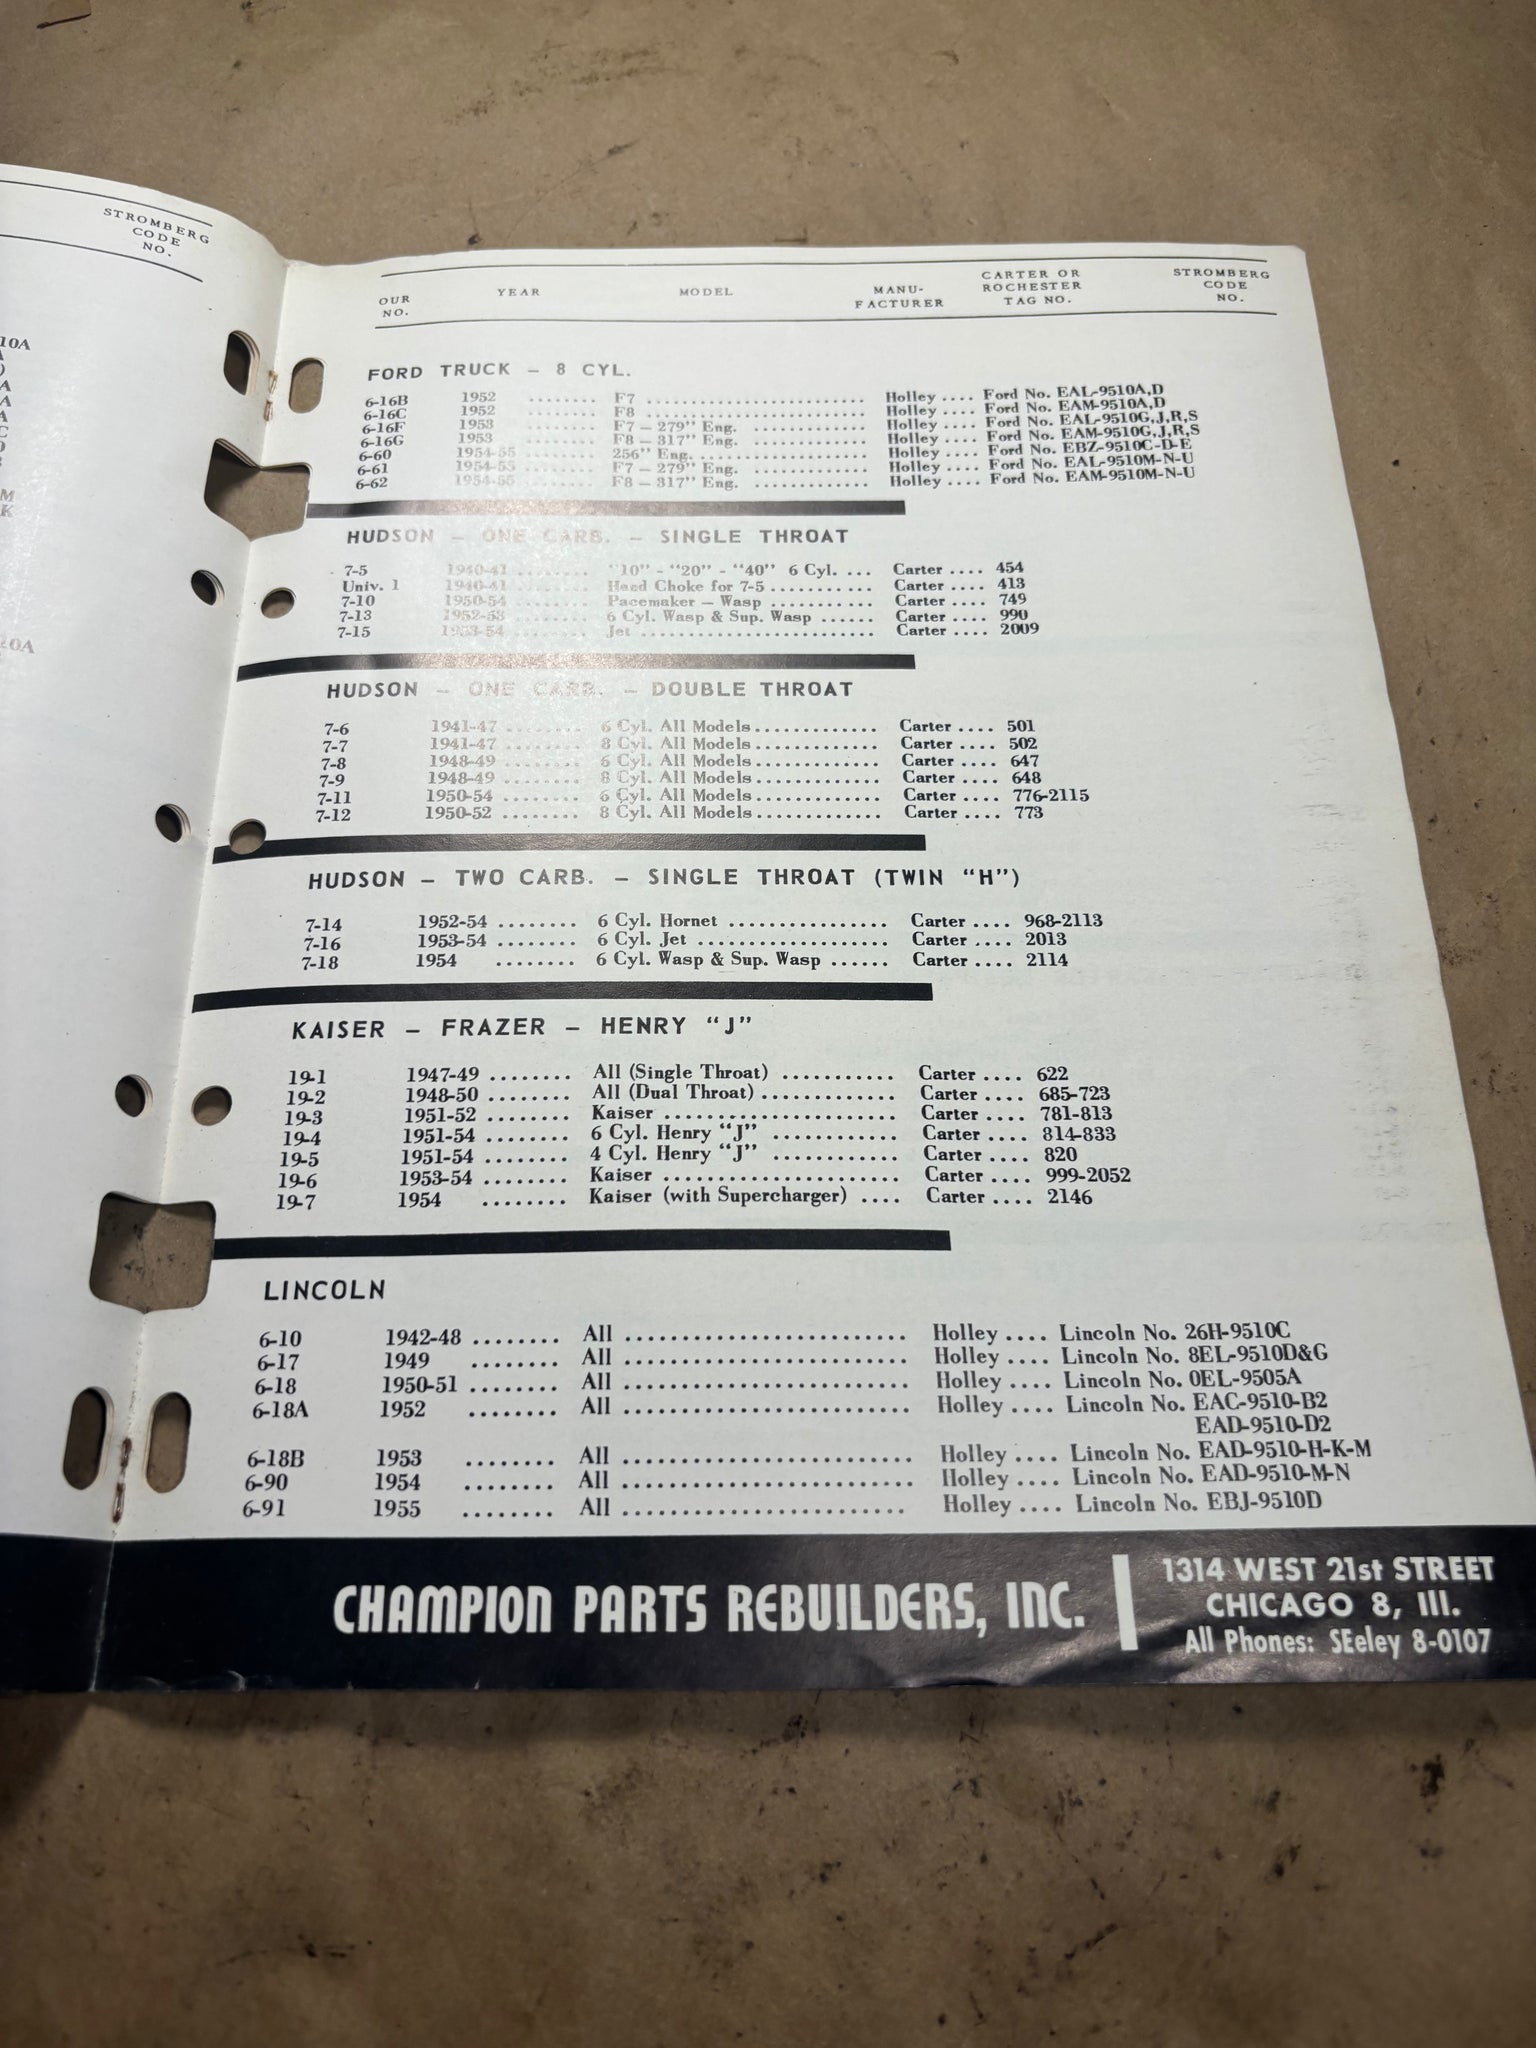 STROMBERG
CODE
NO.
10A
A
A
A
A
C
M
K
OUR
NO.
YEAR
MODEL
MANU-
FACTURER
CARTER OR
ROCHESTER
TAG NO.
STROMBERG
CODE
NO.
FORD TRUCK – 8 CYL.
6-16B 1952 ........ F7 ........................... Holley .... Ford No. EAL-9510A,D
6-16C 1952 ........ F8 ........................... Holley .... Ford No. EAM-9510A,D
6-16F 1953 ........ F7 – 279" Eng. ............. Holley .... Ford No. EAL-9510G,J,R,S
6-16G 1953 ........ F8 – 317" Eng. ............. Holley .... Ford No. EAM-9510G,J,R,S
6-60 1954-55 ........ 256" Eng. .................. Holley .... Ford No. EBZ-9510C-D-E
6-61 1954-55 ........ F7 – 279" Eng. ............. Holley .... Ford No. EAL-9510M-N-U
6-62 1954-55 ........ F8 – 317" Eng. ............. Holley .... Ford No. EAM-9510M-N-U
HUDSON – ONE CARB. – SINGLE THROAT
7-5 1940-41 ........ "10" - "20" - "40" 6 Cyl. ... Carter .... 454
Univ. 1 1940-41 ........ Hand Choke for 7-5 ........... Carter .... 413
7-10 1950-54 ........ Pacemaker – Wasp ........... Carter .... 749
7-13 1952-53 ........ 6 Cyl. Wasp & Sup. Wasp ...... Carter .... 990
7-15 1953-54 ........ Jet ......................... Carter .... 2009
HUDSON – ONE CARB. – DOUBLE THROAT
7-6 1941-47 ........ 6 Cyl. All Models ............. Carter .... 501
7-7 1941-47 ........ 8 Cyl. All Models ............. Carter .... 502
7-8 1948-49 ........ 6 Cyl. All Models ............. Carter .... 647
7-9 1948-49 ........ 8 Cyl. All Models ............. Carter .... 648
7-11 1950-54 ........ 6 Cyl. All Models ............. Carter .... 776-2115
7-12 1950-52 ........ 8 Cyl. All Models ............. Carter .... 773
HUDSON – TWO CARB. – SINGLE THROAT (TWIN "H")
7-14 1952-54 ........ 6 Cyl. Hornet ................ Carter .... 968-2113
7-16 1953-54 ........ 6 Cyl. Jet ................... Carter .... 2013
7-18 1954 ........ 6 Cyl. Wasp & Sup. Wasp ...... Carter .... 2114
KAISER – FRAZER – HENRY "J"
19-1 1947-49 ........ All (Single Throat) ........... Carter .... 622
19-2 1948-50 ........ All (Dual Throat) ............. Carter .... 685-723
19-3 1951-52 ........ Kaiser ....................... Carter .... 781-813
19-4 1951-54 ........ 6 Cyl. Henry "J" ............ Carter .... 814-833
19-5 1951-54 ........ 4 Cyl. Henry "J" ............ Carter .... 820
19-6 1953-54 ........ Kaiser ....................... Carter .... 999-2052
19-7 1954 ........ Kaiser (with Supercharger) .... Carter .... 2146
LINCOLN
6-10 1942-48 ........ All ........................... Holley .... Lincoln No. 26H-9510C
6-17 1949 ........ All ........................... Holley .... Lincoln No. 8EL-9510D&G
6-18 1950-51 ........ All ........................... Holley .... Lincoln No. 0EL-9505A
6-18A 1952 ........ All ........................... Holley .... Lincoln No. EAC-9510-B2
EAD-9510-D2
6-18B 1953 ........ All ........................... Holley .... Lincoln No. EAD-9510-H-K-M
6-90 1954 ........ All ........................... Holley .... Lincoln No. EAD-9510-M-N
6-91 1955 ........ All ........................... Holley .... Lincoln No. EBJ-9510D
CHAMPION PARTS REBUILDERS, INC.
1314 WEST 21st STREET
CHICAGO 8, Ill.
All Phones: SEeley 8-0107